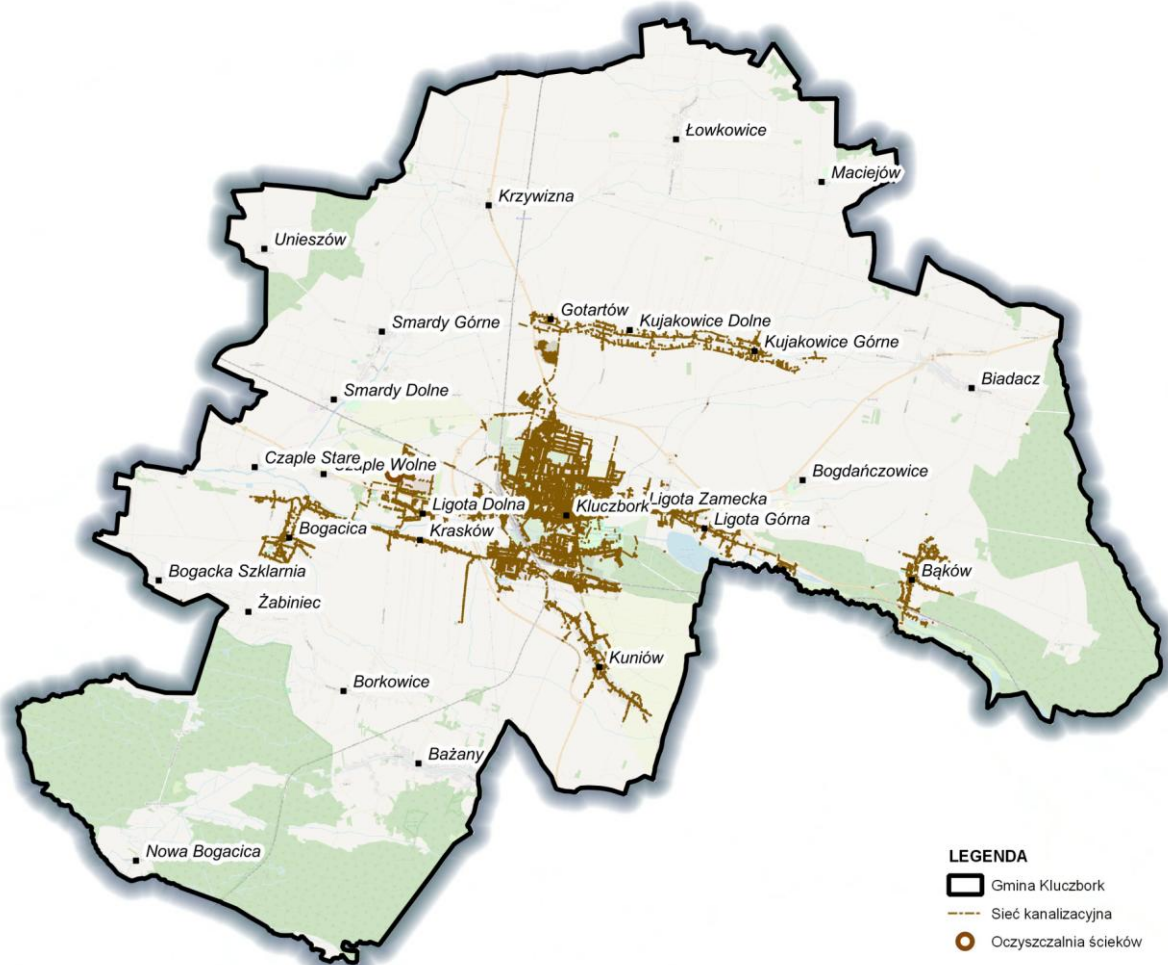 Łowkowice
Maciejów
Krzywizna
Unieszów
Gotartów
Smardy Górne
Kujakowice Dolne
Kujakowice Górne
Biadacz
Smardy Dolne
Czaple Stare
Czaple Wolne
Bogdańczowice
Ligota Zamecka
Ligota Dolna
Kluczbork
Ligota Górna
Bogacica
Krasków
Bogacka Szklarnia
Bąków
Żabiniec
Kuniów
Borkowice
Bażany
Nowa Bogacica
LEGENDA
Gmina Kluczbork
Sieć kanalizacyjna
Oczyszczalnia ścieków